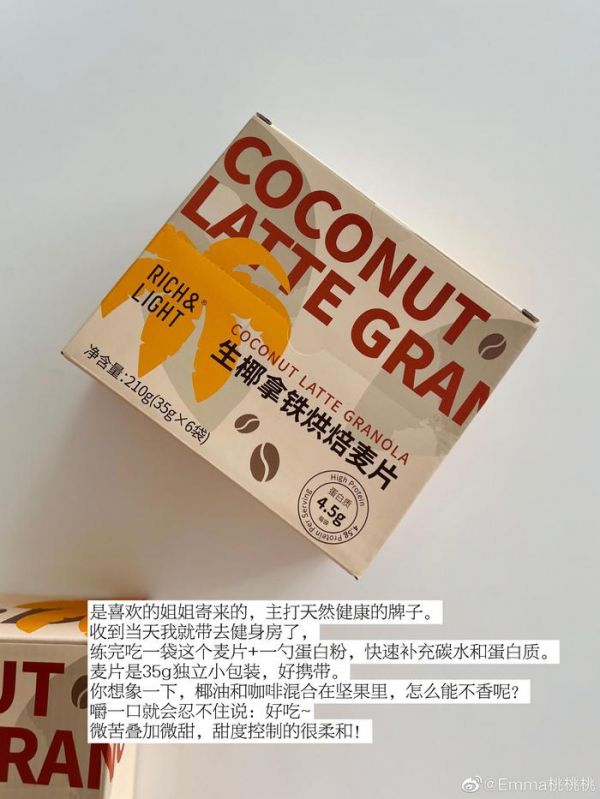 COCONUT
LATTE GRAN
RICH&
LIGHT®
COCONUT LATTE GRANOLA
生椰拿铁烘焙麦片
净含量:210g(35g×6袋)
High Protein
蛋白质
4.5g
每袋
4.5g Protein Per Serving
UT
GRAN
是喜欢的姐姐寄来的，主打天然健康的牌子。
收到当天我就带去健身房了，
练完吃一袋这个麦片+一勺蛋白粉，快速补充碳水和蛋白质。
麦片是35g独立小包装，好携带。
你想象一下，椰油和咖啡混合在坚果里，怎么能不香呢？
嚼一口就会忍不住说：好吃~
微苦叠加微甜，甜度控制的很柔和！
@Emma桃桃桃